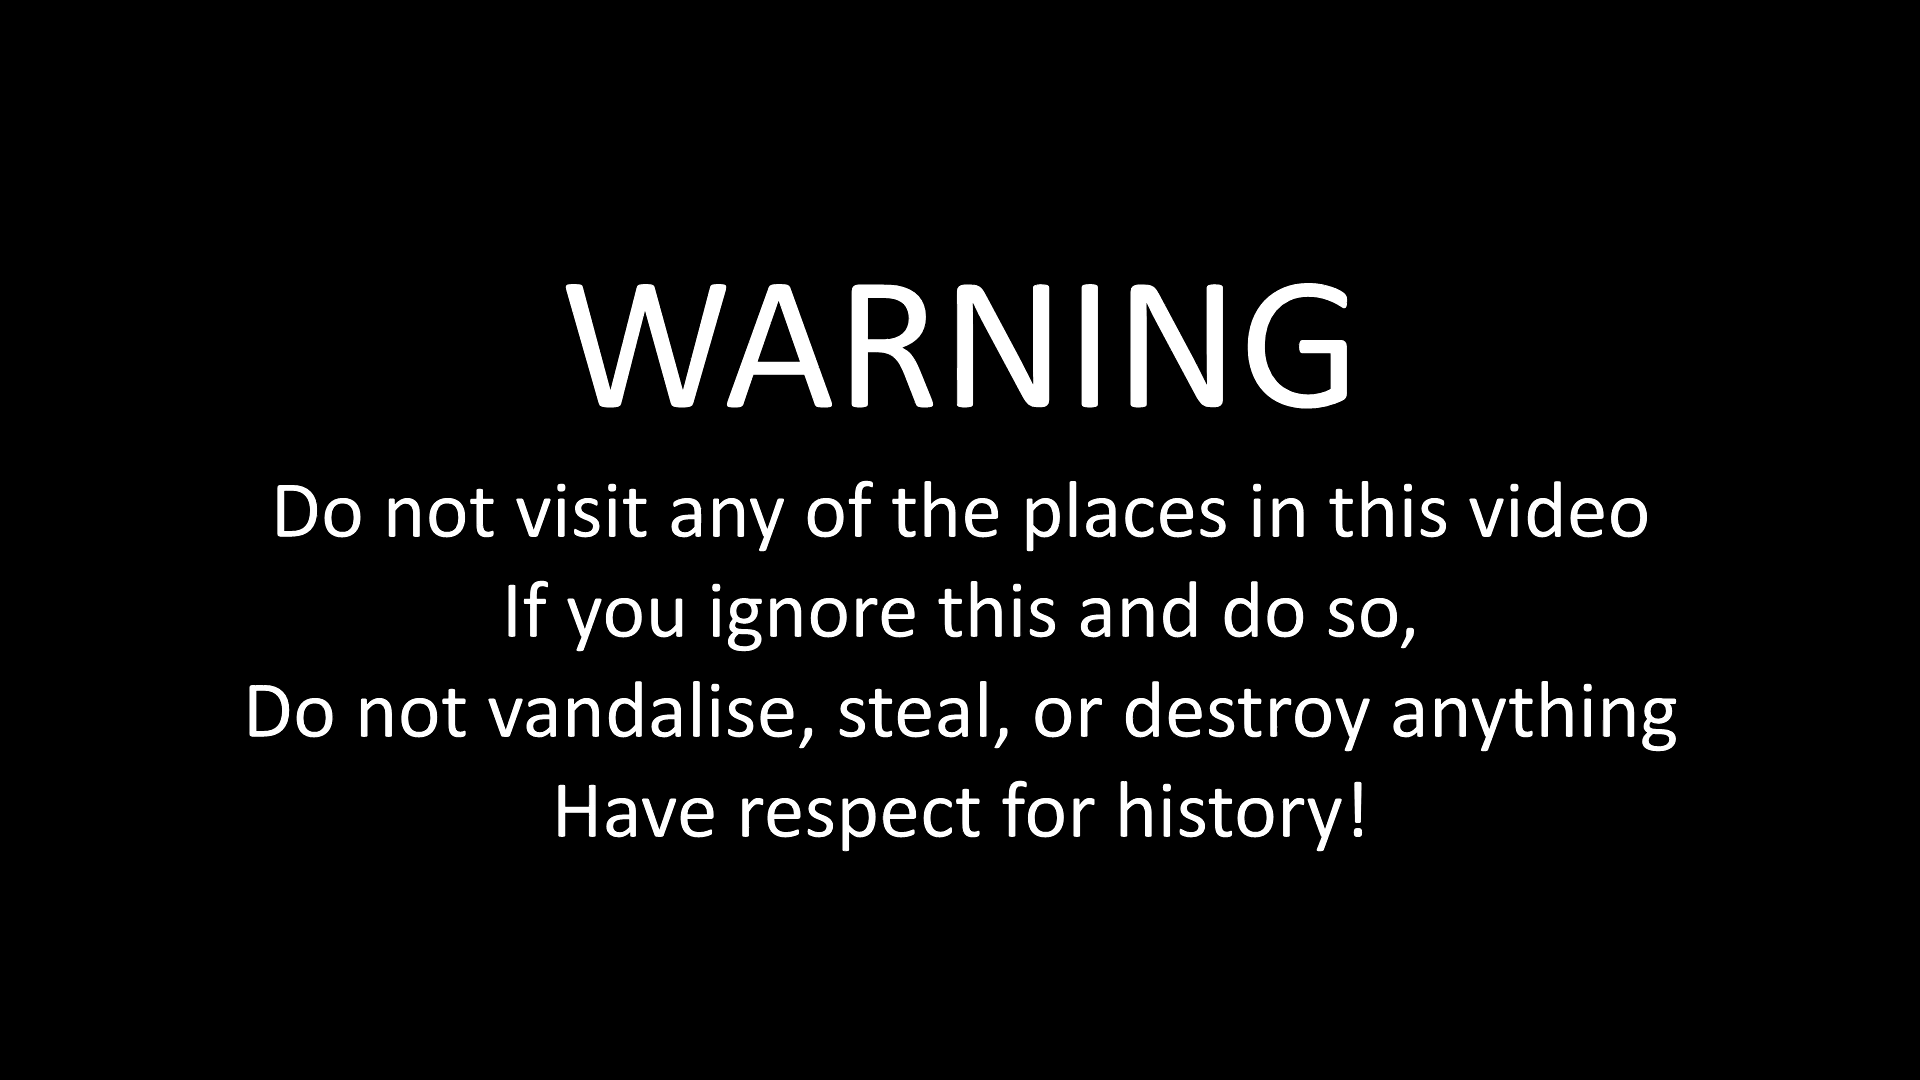 WARNING
Do not visit any of the places in this video
If you ignore this and do so,
Do not vandalise, steal, or destroy anything
Have respect for history!